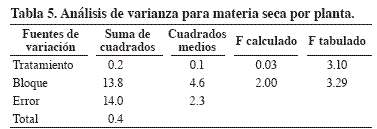 Tabla 5. Análisis de varianza para materia seca por planta.
Fuentes de variación Suma de cuadrados Cuadrados medios F calculado F tabulado
Tratamiento 0.2 0.1 0.03 3.10
Bloque 13.8 4.6 2.00 3.29
Error 14.0 2.3
Total 0.4